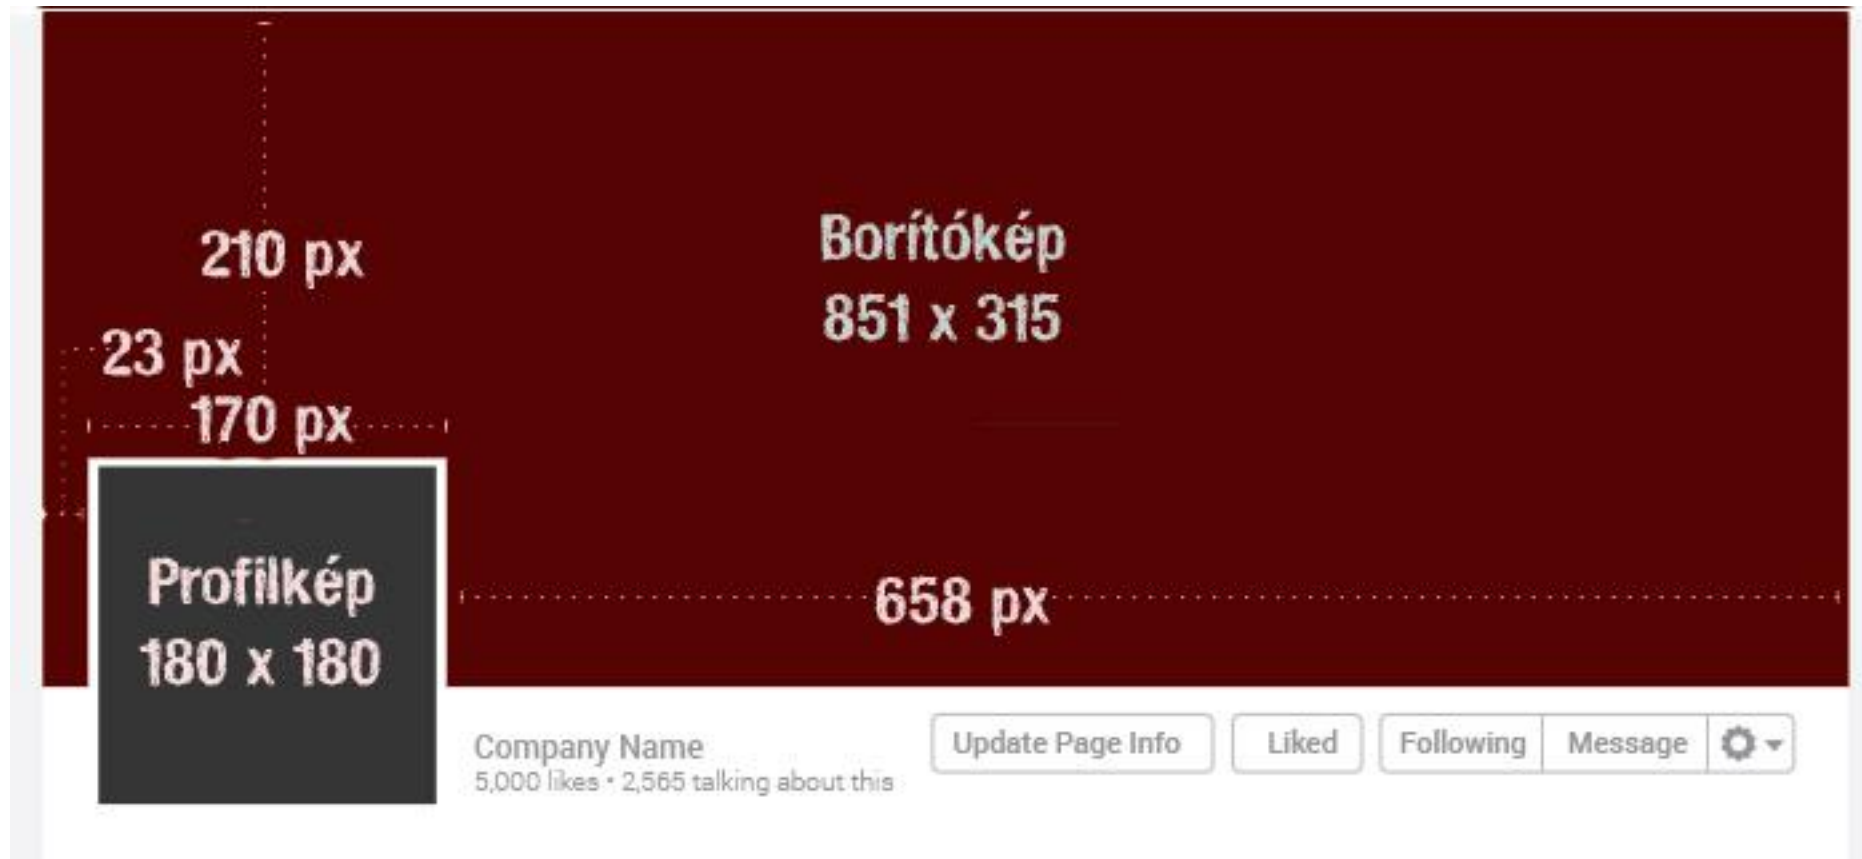 210 px
Borítókép
851 x 315
23 px
170 px
Profilkép
180 x 180
658 px
Company Name
5,000 likes • 2,565 talking about this
Update Page Info
Liked
Following
Message